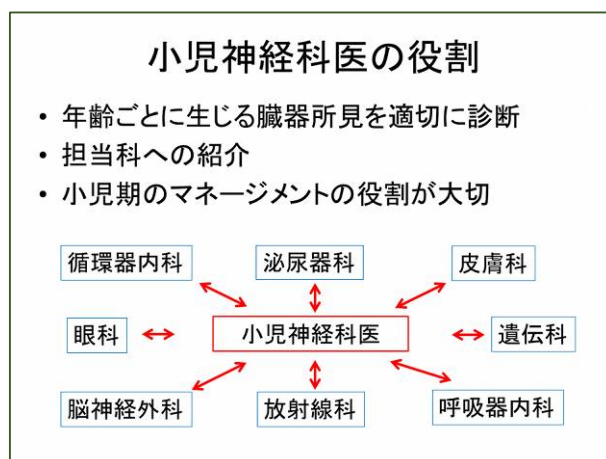 小児神経科医の役割
• 年齢ごとに生じる臓器所見を適切に診断
• 担当科への紹介
• 小児期のマネージメントの役割が大切
循環器内科
泌尿器科
皮膚科
眼科
小児神経科医
遺伝科
脳神経外科
放射線科
呼吸器内科